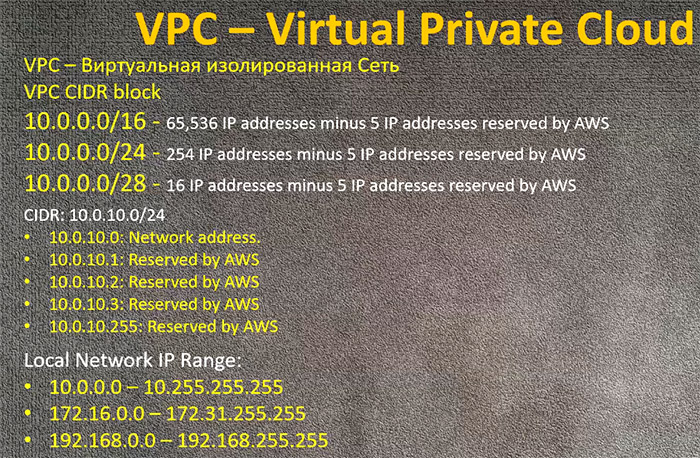 VPC – Virtual Private Cloud
VPC – Виртуальная изолированная Сеть
VPC CIDR block
10.0.0.0/16 - 65,536 IP addresses minus 5 IP addresses reserved by AWS
10.0.0.0/24 - 254 IP addresses minus 5 IP addresses reserved by AWS
10.0.0.0/28 - 16 IP addresses minus 5 IP addresses reserved by AWS
CIDR: 10.0.10.0/24
• 10.0.10.0: Network address.
• 10.0.10.1: Reserved by AWS
• 10.0.10.2: Reserved by AWS
• 10.0.10.3: Reserved by AWS
• 10.0.10.255: Reserved by AWS
Local Network IP Range:
• 10.0.0.0 – 10.255.255.255
• 172.16.0.0 – 172.31.255.255
• 192.168.0.0 – 192.168.255.255